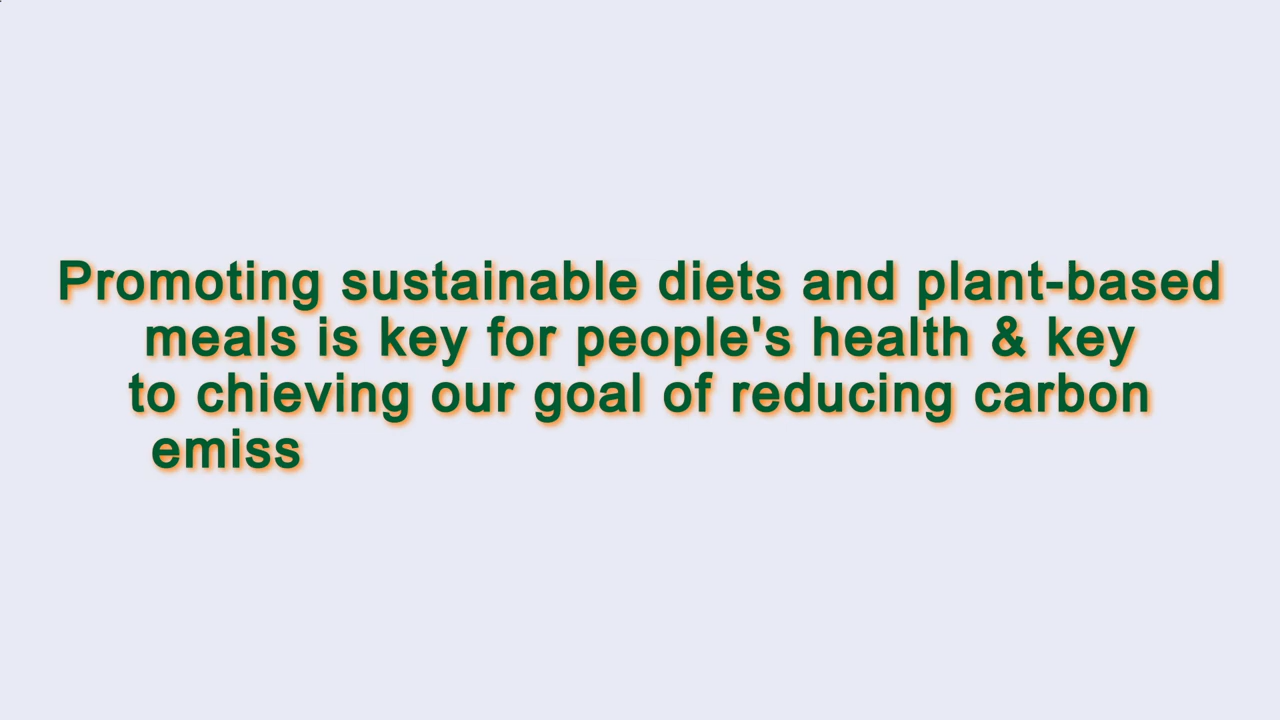 Promoting sustainable diets and plant-based
meals is key for people's health & key
to chieving our goal of reducing carbon
emiss